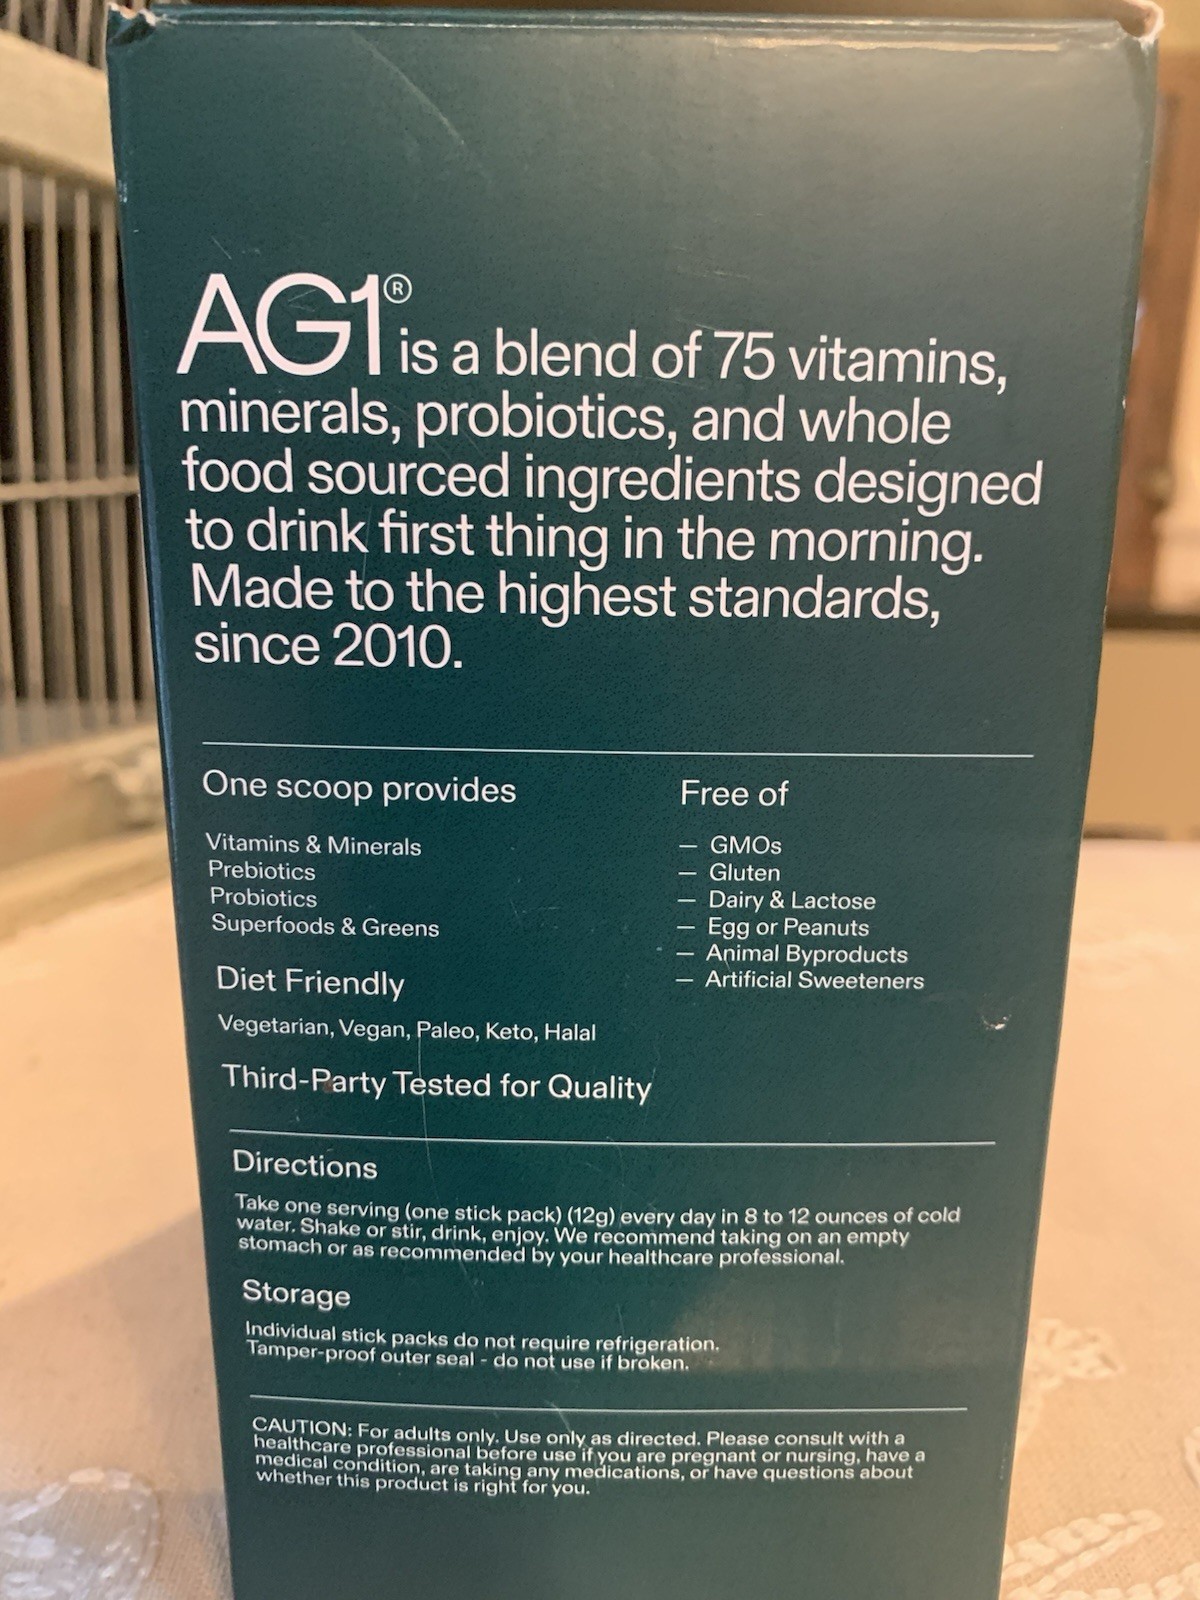 AG1® is a blend of 75 vitamins,
minerals, probiotics, and whole
food sourced ingredients designed
to drink first thing in the morning.
Made to the highest standards,
since 2010.
One scoop provides
Vitamins & Minerals
Prebiotics
Probiotics
Superfoods & Greens
Diet Friendly
Vegetarian, Vegan, Paleo, Keto, Halal
Third-Party Tested for Quality
Free of
— GMOs
— Gluten
— Dairy & Lactose
— Egg or Peanuts
— Animal Byproducts
— Artificial Sweeteners
Directions
Take one serving (one stick pack) (12g) every day in 8 to 12 ounces of cold
water. Shake or stir, drink, enjoy. We recommend taking on an empty
stomach or as recommended by your healthcare professional.
Storage
Individual stick packs do not require refrigeration.
Tamper-proof outer seal - do not use if broken.
CAUTION: For adults only. Use only as directed. Please consult with a
healthcare professional before use if you are pregnant or nursing, have a
medical condition, are taking any medications, or have questions about
whether this product is right for you.